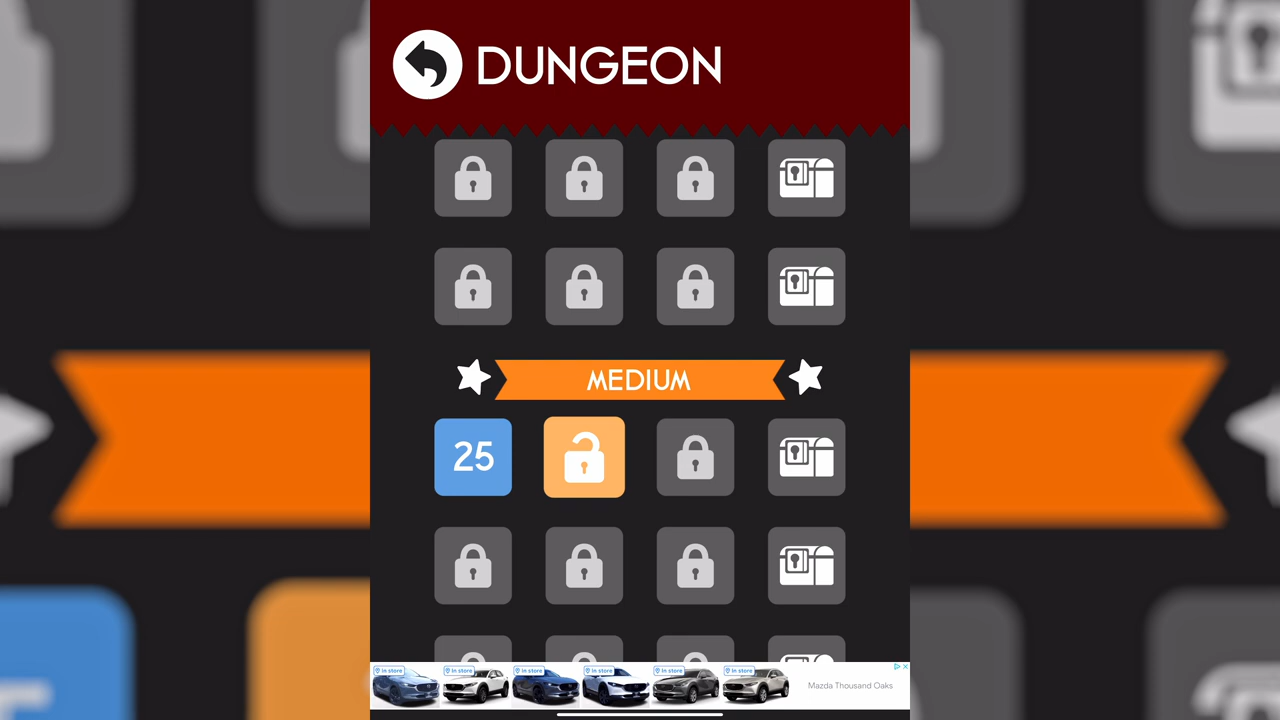 DUNGEON
MEDIUM
25
In store In store In store In store In store In store
Mazda Thousand Oaks